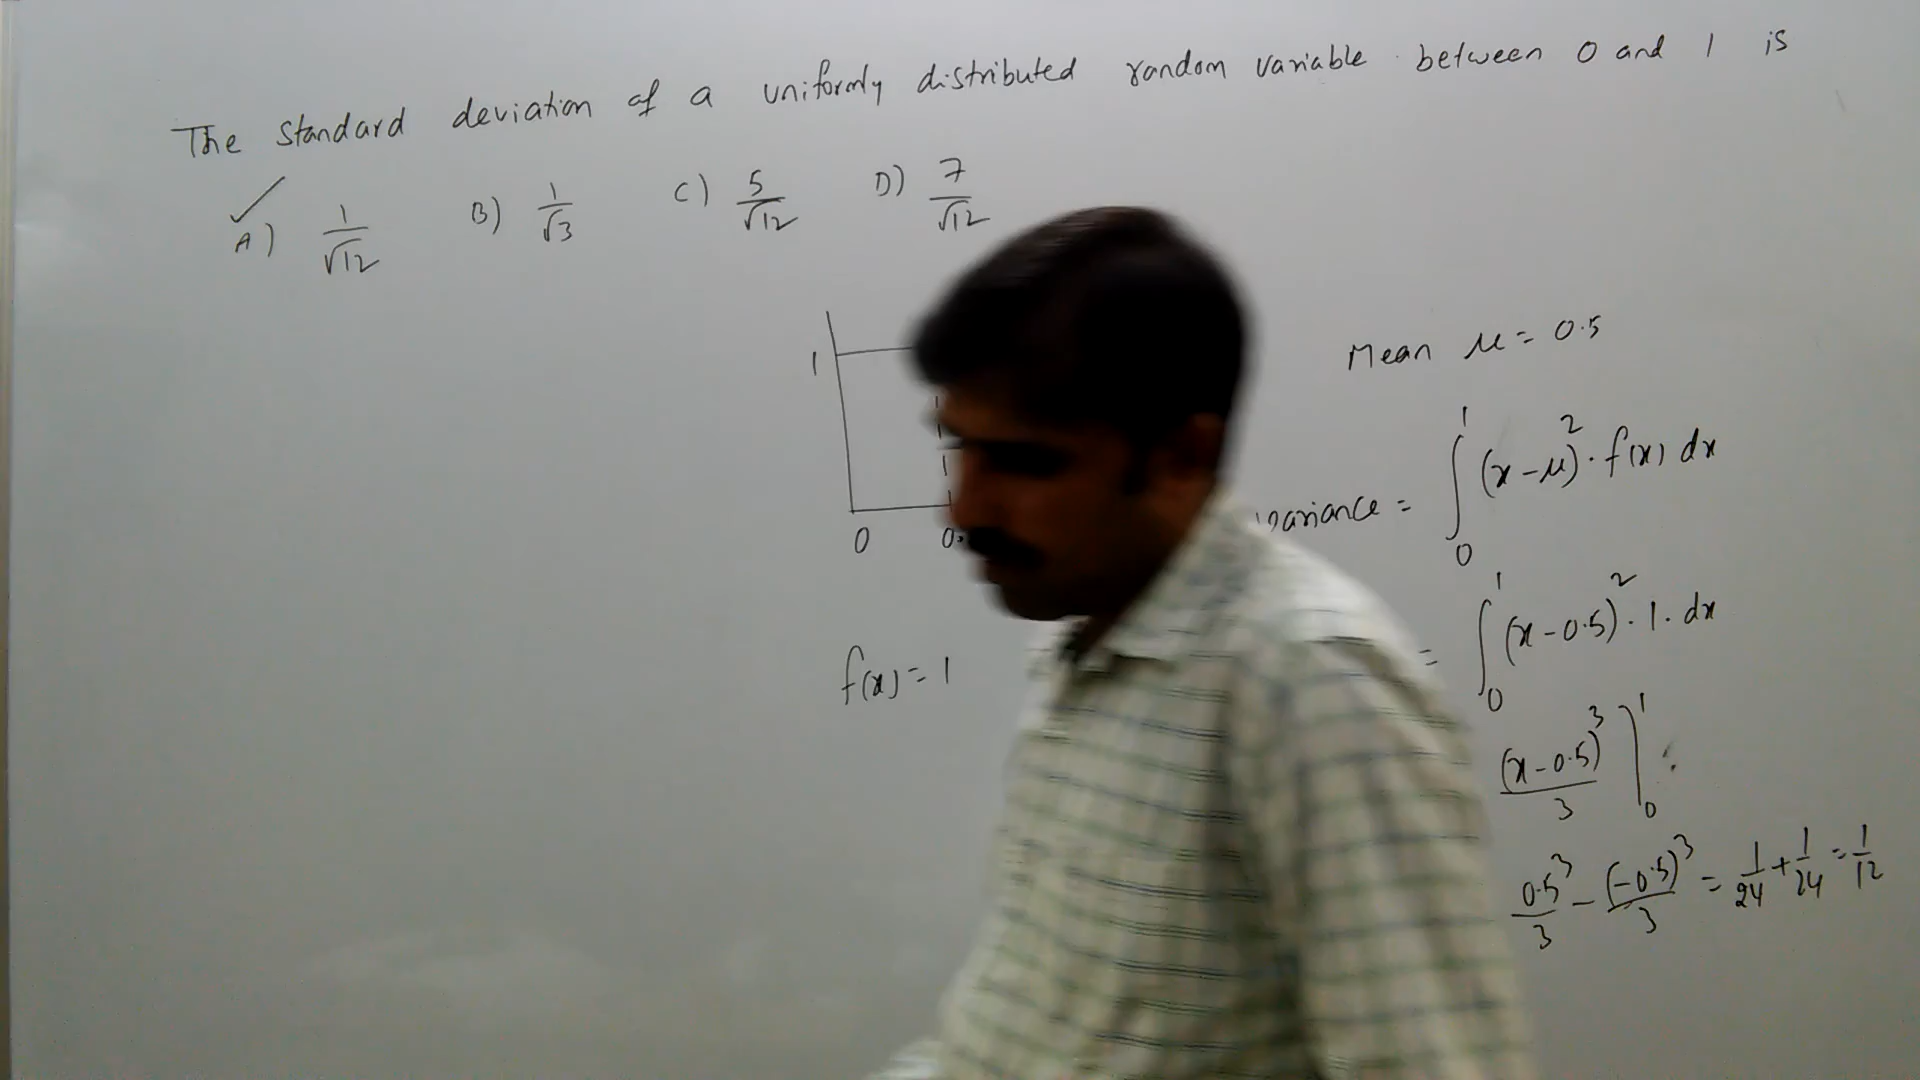 The standard deviation of a uniformly distributed random variable between 0 and 1 is
A) 1/√12 B) 1/√3 C) 5/√12 D) 7/√12
1
0 0.
f(x) = 1
Mean μ = 0.5
variance = ∫₀¹ (x-μ)² · f(x) dx
= ∫₀¹ (x-0.5)² · 1 · dx
(x-0.5)³/3 |₀¹
0.5³/3 - (-0.5)³/3 = 1/24 + 1/24 = 1/12